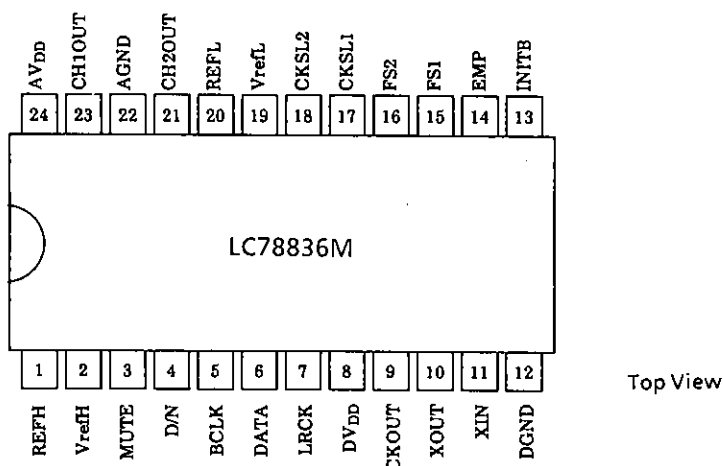 AVDD
CH1OUT
AGND
CH2OUT
REFL
VrefL
CKSL2
CKSL1
FS2
FS1
EMP
INITB
24 23 22 21 20 19 18 17 16 15 14 13
LC78836M
1 2 3 4 5 6 7 8 9 10 11 12
Top View
REFH
VrefH
MUTE
D/N
BCLK
DATA
LRCK
DVDD
CKOUT
XOUT
XIN
DGND